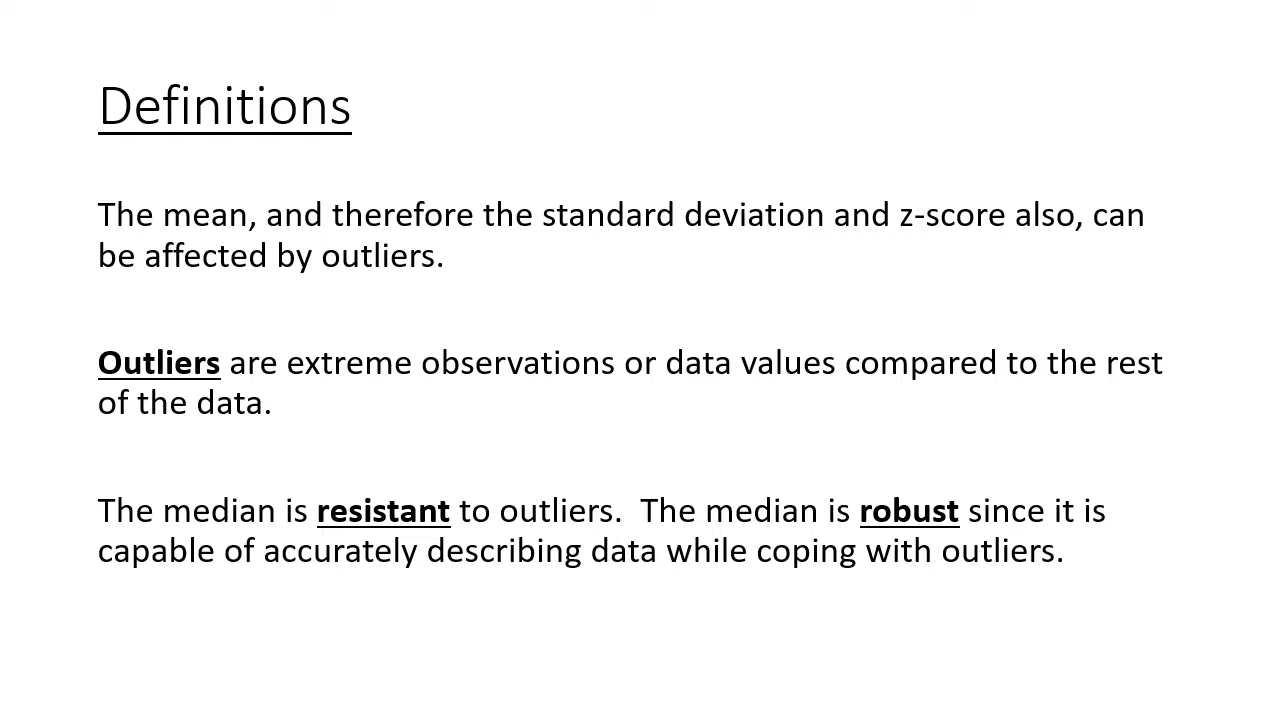 Definitions
The mean, and therefore the standard deviation and z-score also, can
be affected by outliers.
Outliers are extreme observations or data values compared to the rest
of the data.
The median is resistant to outliers.  The median is robust since it is
capable of accurately describing data while coping with outliers.